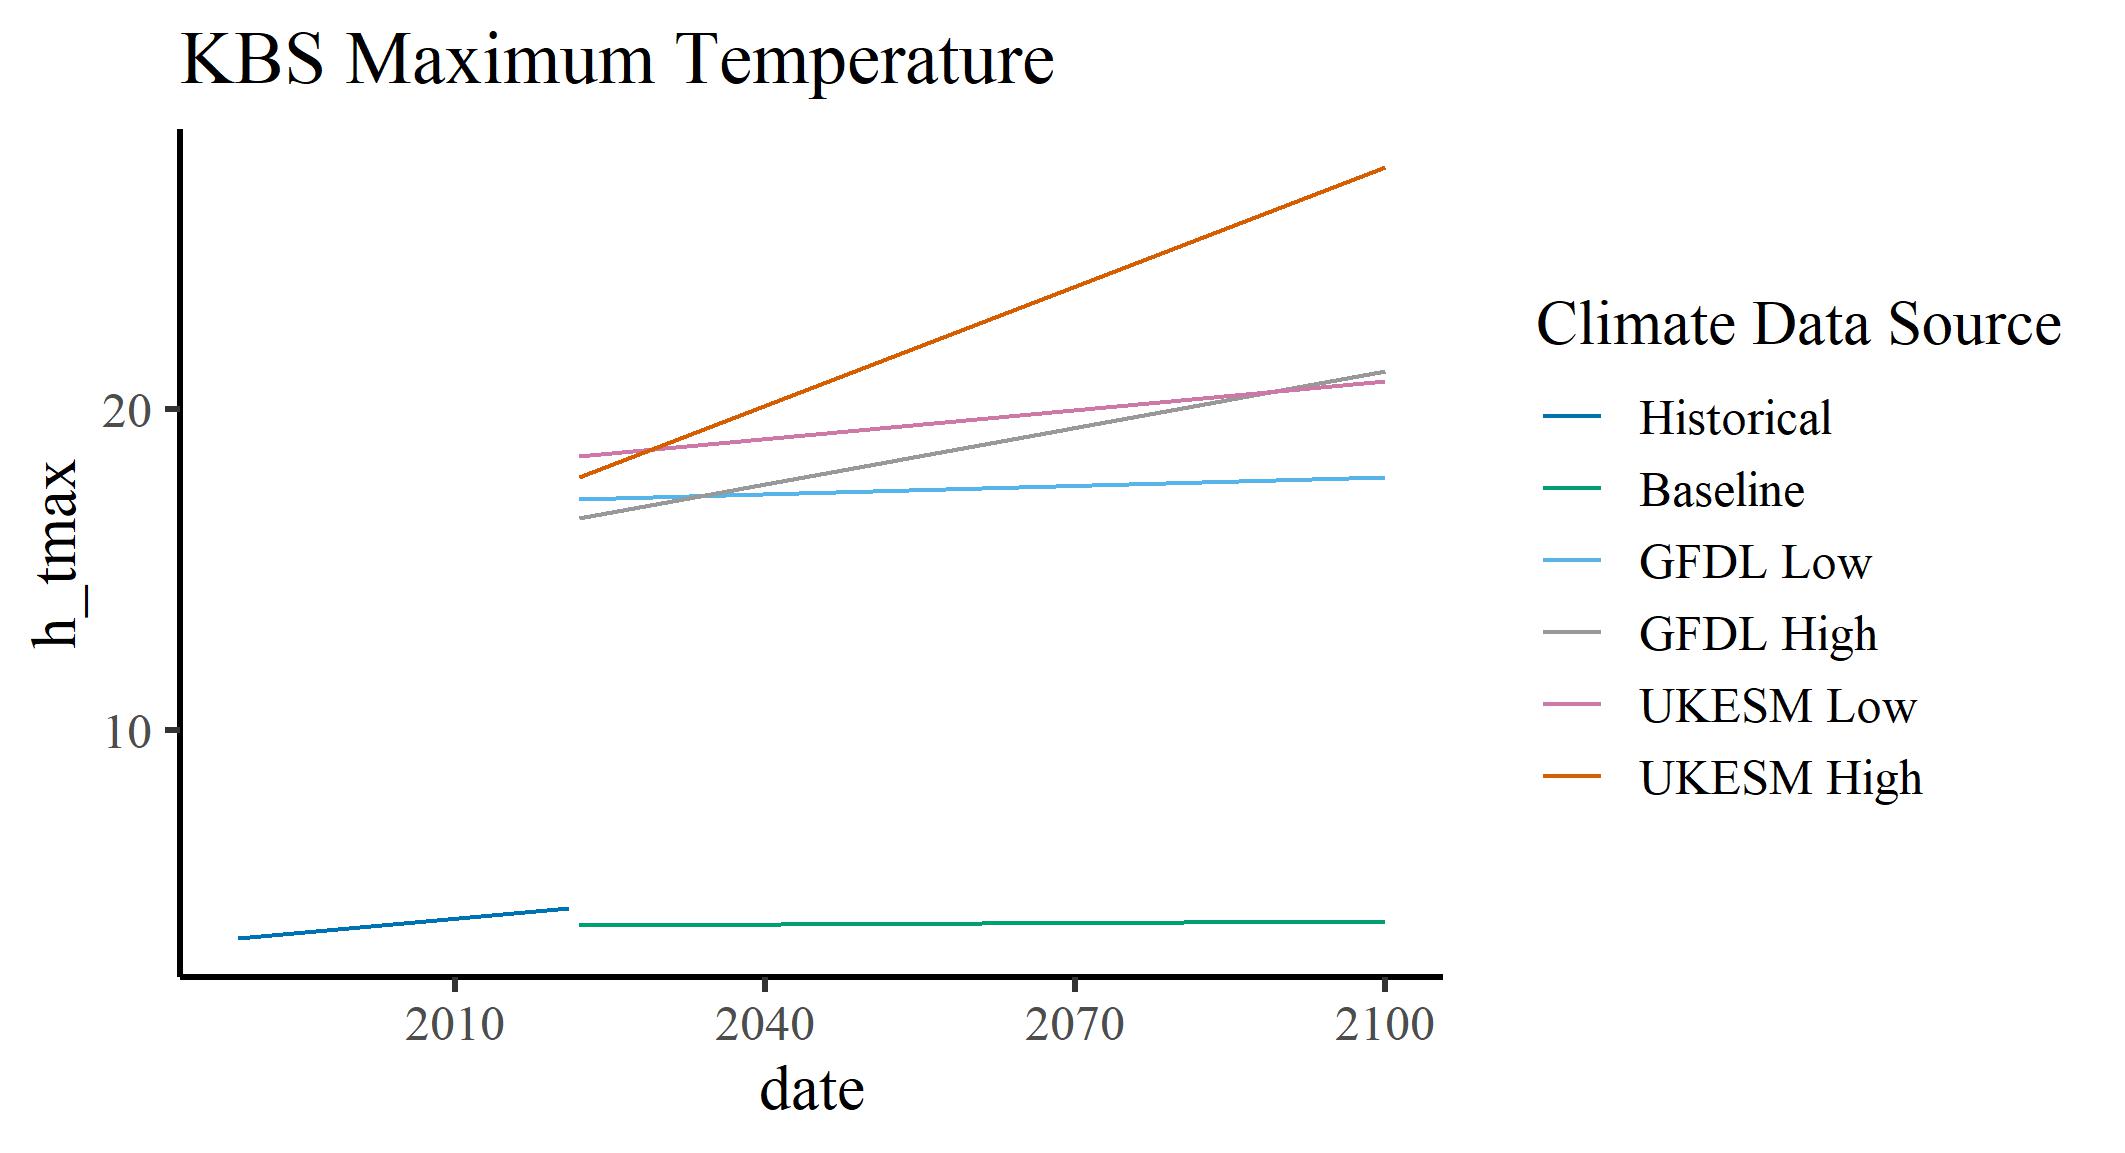 KBS Maximum Temperature
h_tmax
20
10
2010
2040
2070
2100
date
Climate Data Source
Historical
Baseline
GFDL Low
GFDL High
UKESM Low
UKESM High